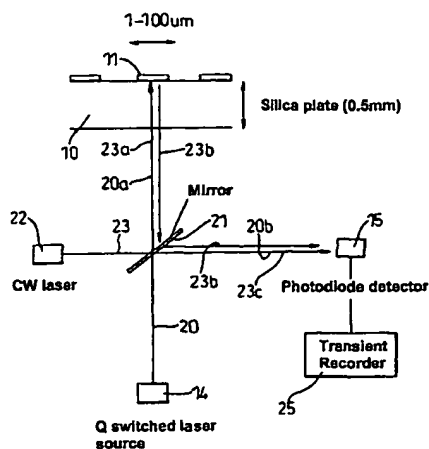 1-100um
11
Silica plate (0.5mm)
10
23a
23b
20a
Mirror
22
23
21
20b
15
23b
23c
CW laser
Photodiode detector
20
Transient
Recorder
25
14
Q switched laser
source